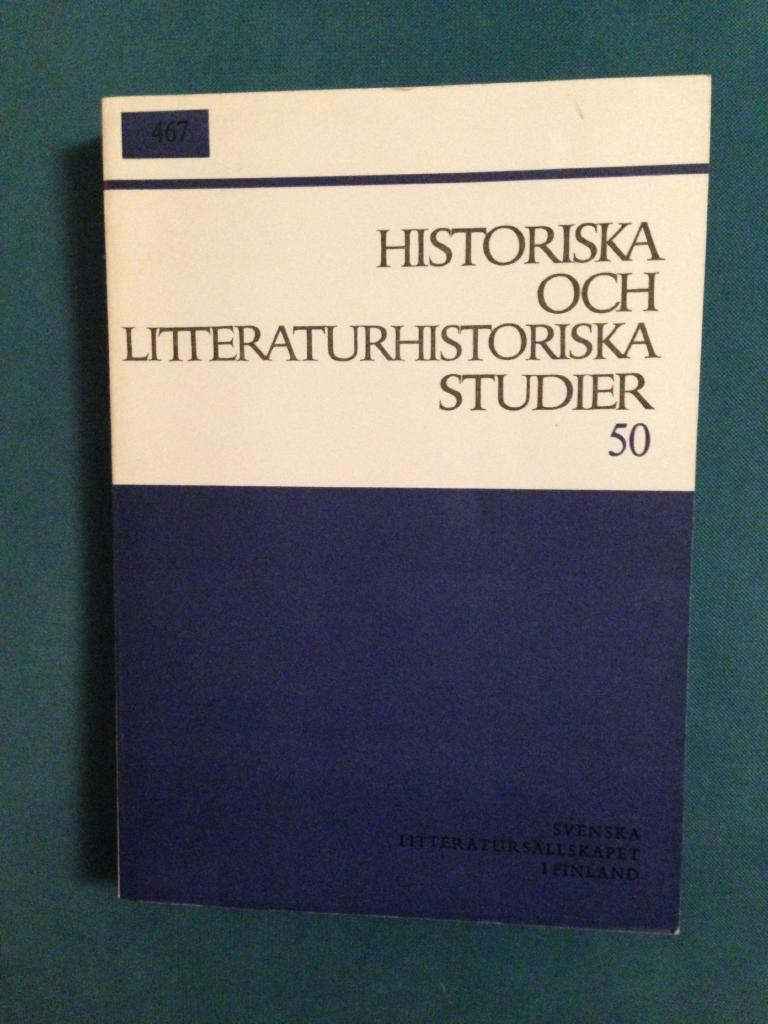 467
HISTORISKA
OCH
LITTERATURHISTORISKA
STUDIER
50
SVENSKA
LITTERATURSÄLLSKAPET
I FINLAND